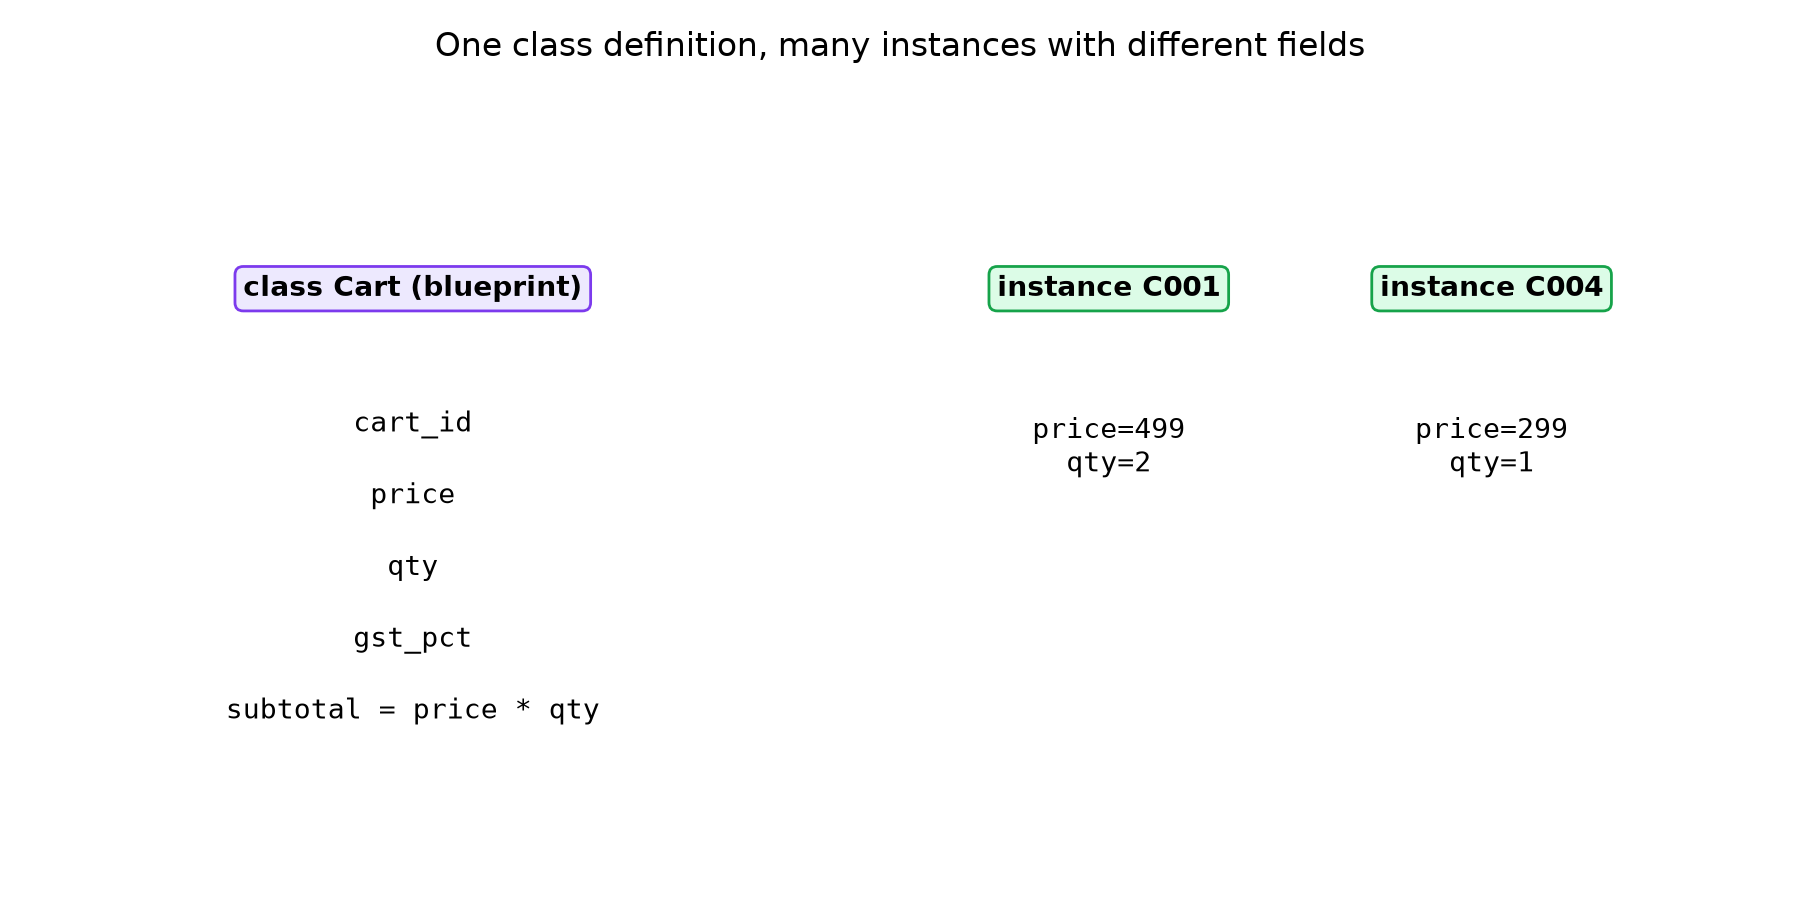 One class definition, many instances with different fields
class Cart (blueprint)
cart_id
price
qty
gst_pct
subtotal = price * qty
instance C001
price=499
qty=2
instance C004
price=299
qty=1